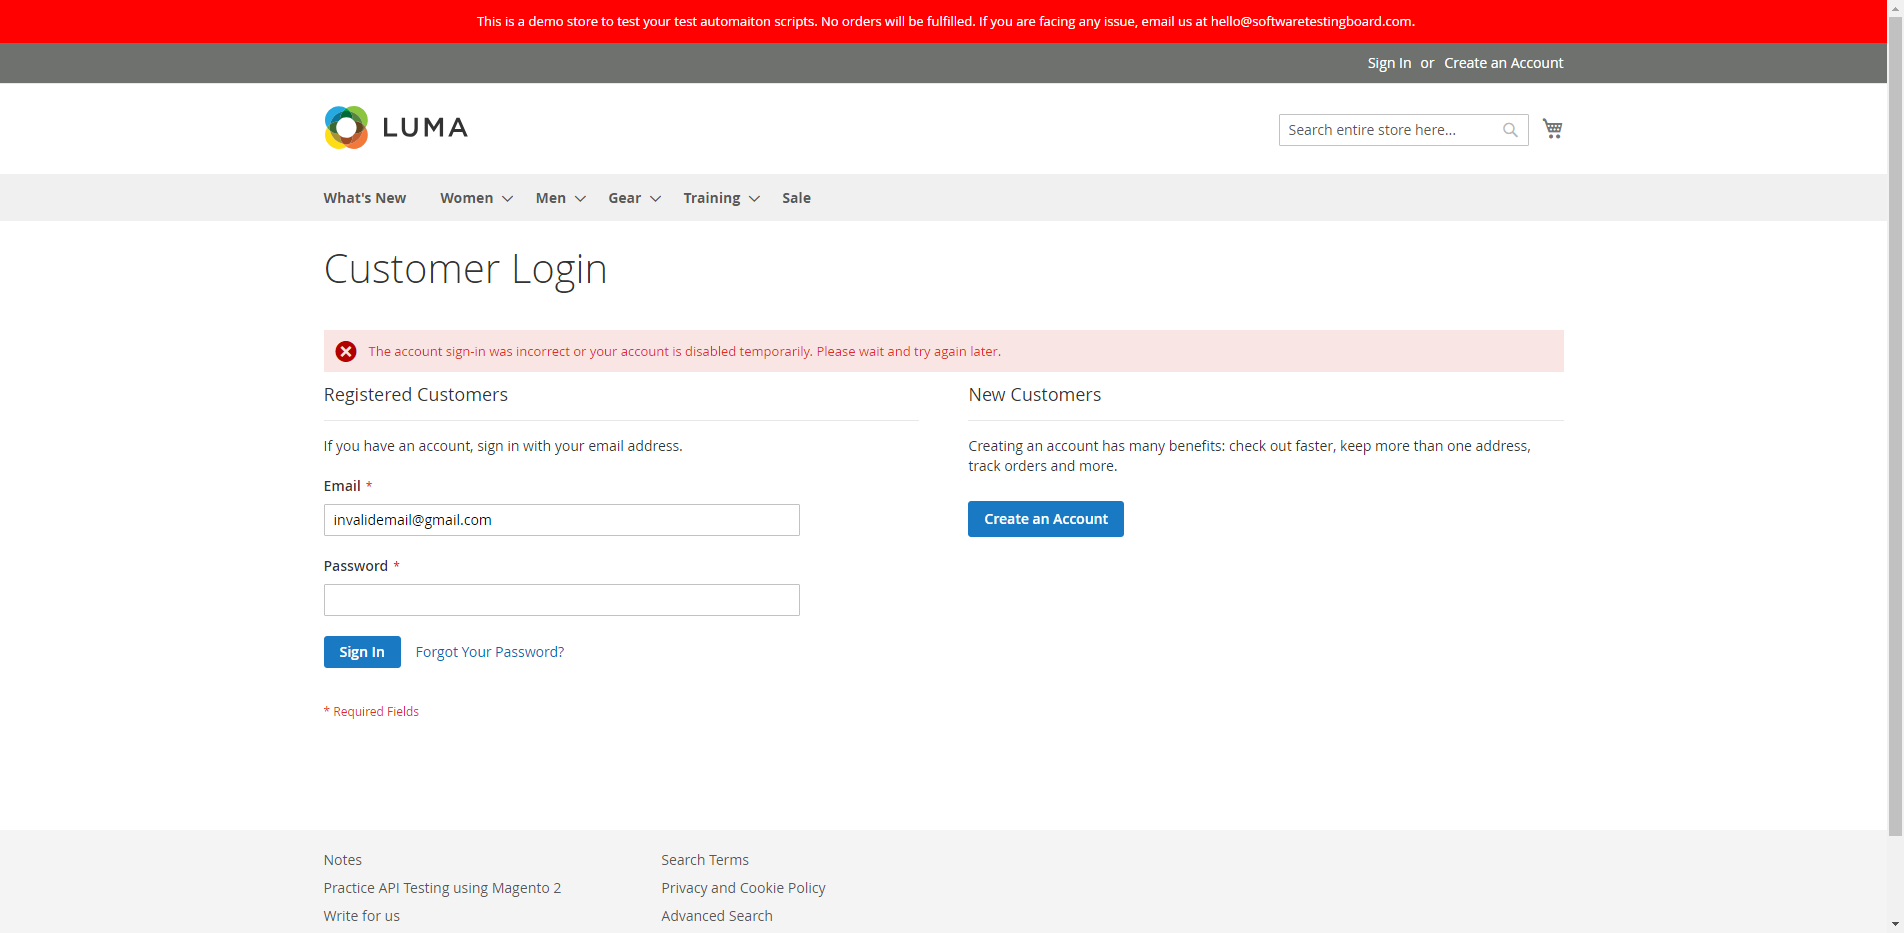 This is a demo store to test your test automaiton scripts. No orders will be fulfilled. If you are facing any issue, email us at hello@softwaretestingboard.com.
Sign In or Create an Account
LUMA
Search entire store here...
What's New Women Men Gear Training Sale
Customer Login
The account sign-in was incorrect or your account is disabled temporarily. Please wait and try again later.
Registered Customers
If you have an account, sign in with your email address.
Email *
invalidemail@gmail.com
Password *
Sign In Forgot Your Password?
* Required Fields
New Customers
Creating an account has many benefits: check out faster, keep more than one address,
track orders and more.
Create an Account
Notes
Practice API Testing using Magento 2
Write for us
Search Terms
Privacy and Cookie Policy
Advanced Search